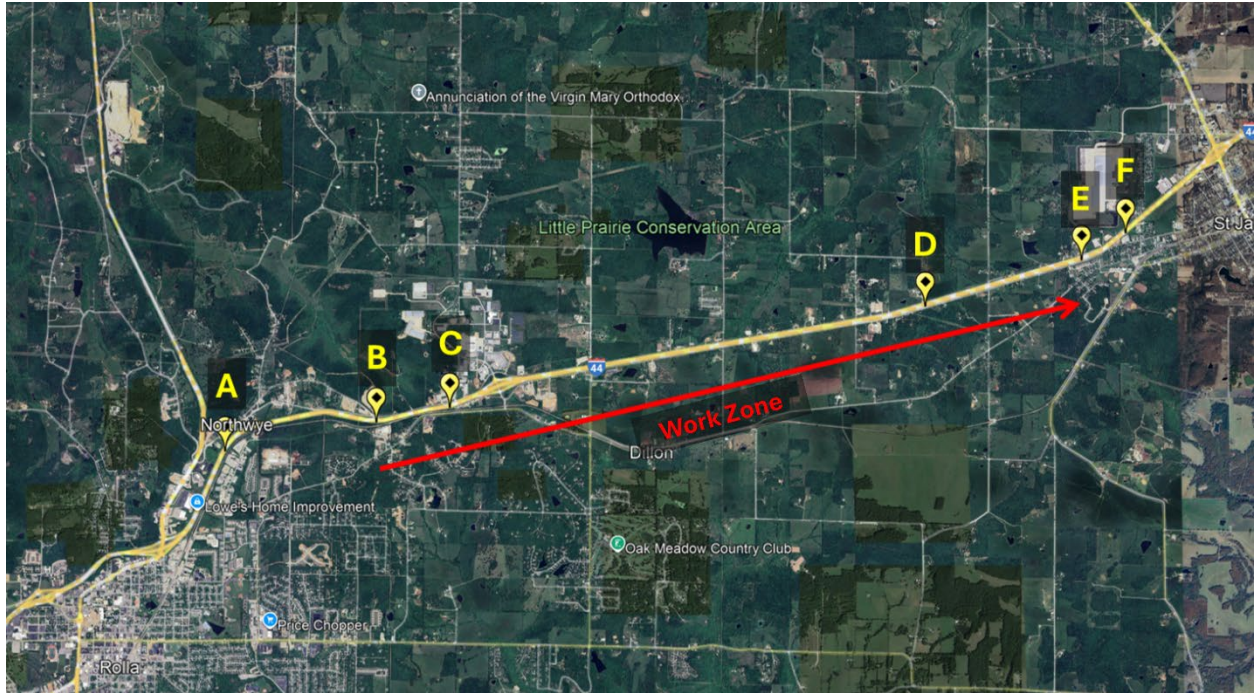 Annunciation of the Virgin Mary Orthodox
44
F
E
St Ja
Little Prairie Conservation Area
D
C
44
B
A
Northwye
Work Zone
Dillon
Lowe's Home Improvement
Oak Meadow Country Club
Price Chopper
Rolla